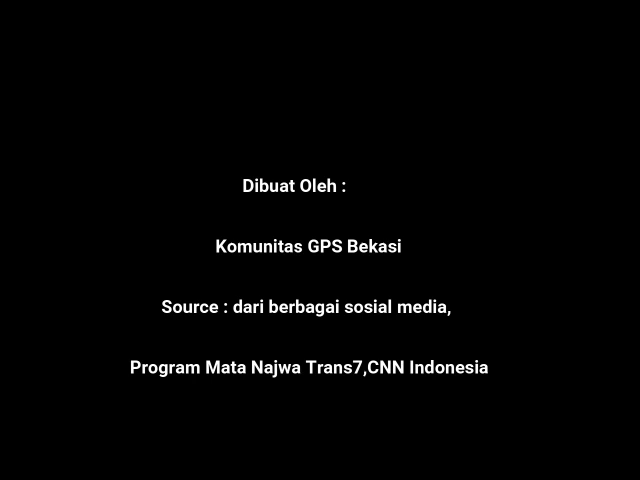 Dibuat Oleh :
Komunitas GPS Bekasi
Source : dari berbagai sosial media,
Program Mata Najwa Trans7,CNN Indonesia